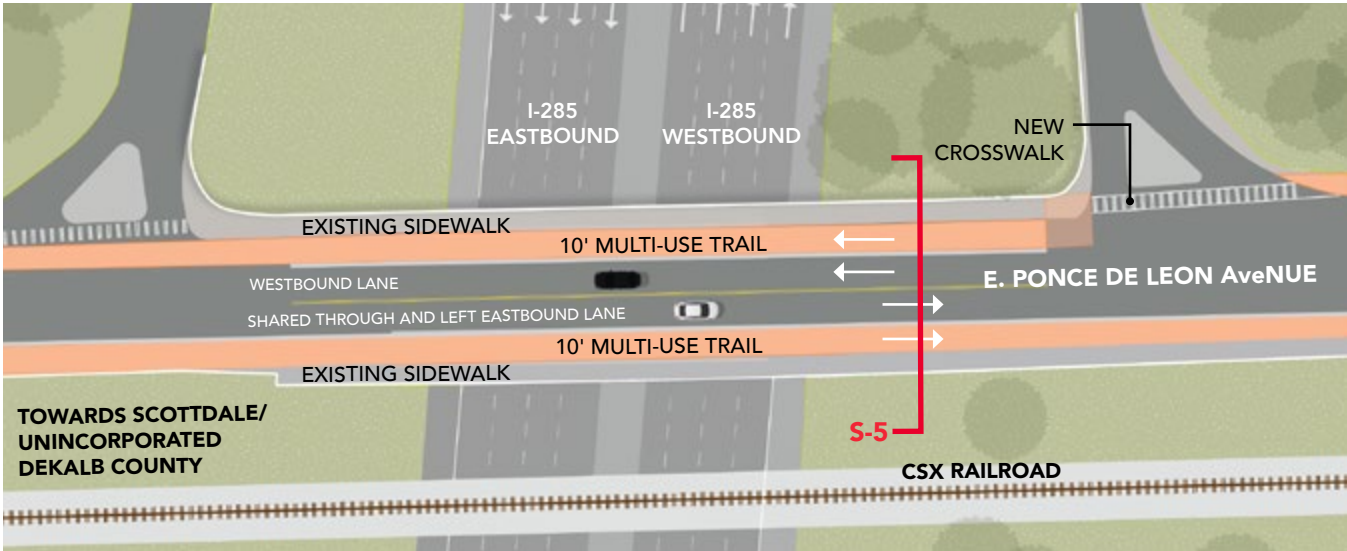 I-285
EASTBOUND
I-285
WESTBOUND
NEW
CROSSWALK
EXISTING SIDEWALK
10' MULTI-USE TRAIL
WESTBOUND LANE
E. PONCE DE LEON AveNUE
SHARED THROUGH AND LEFT EASTBOUND LANE
10' MULTI-USE TRAIL
EXISTING SIDEWALK
TOWARDS SCOTTDALE/
UNINCORPORATED
DEKALB COUNTY
S-5
CSX RAILROAD